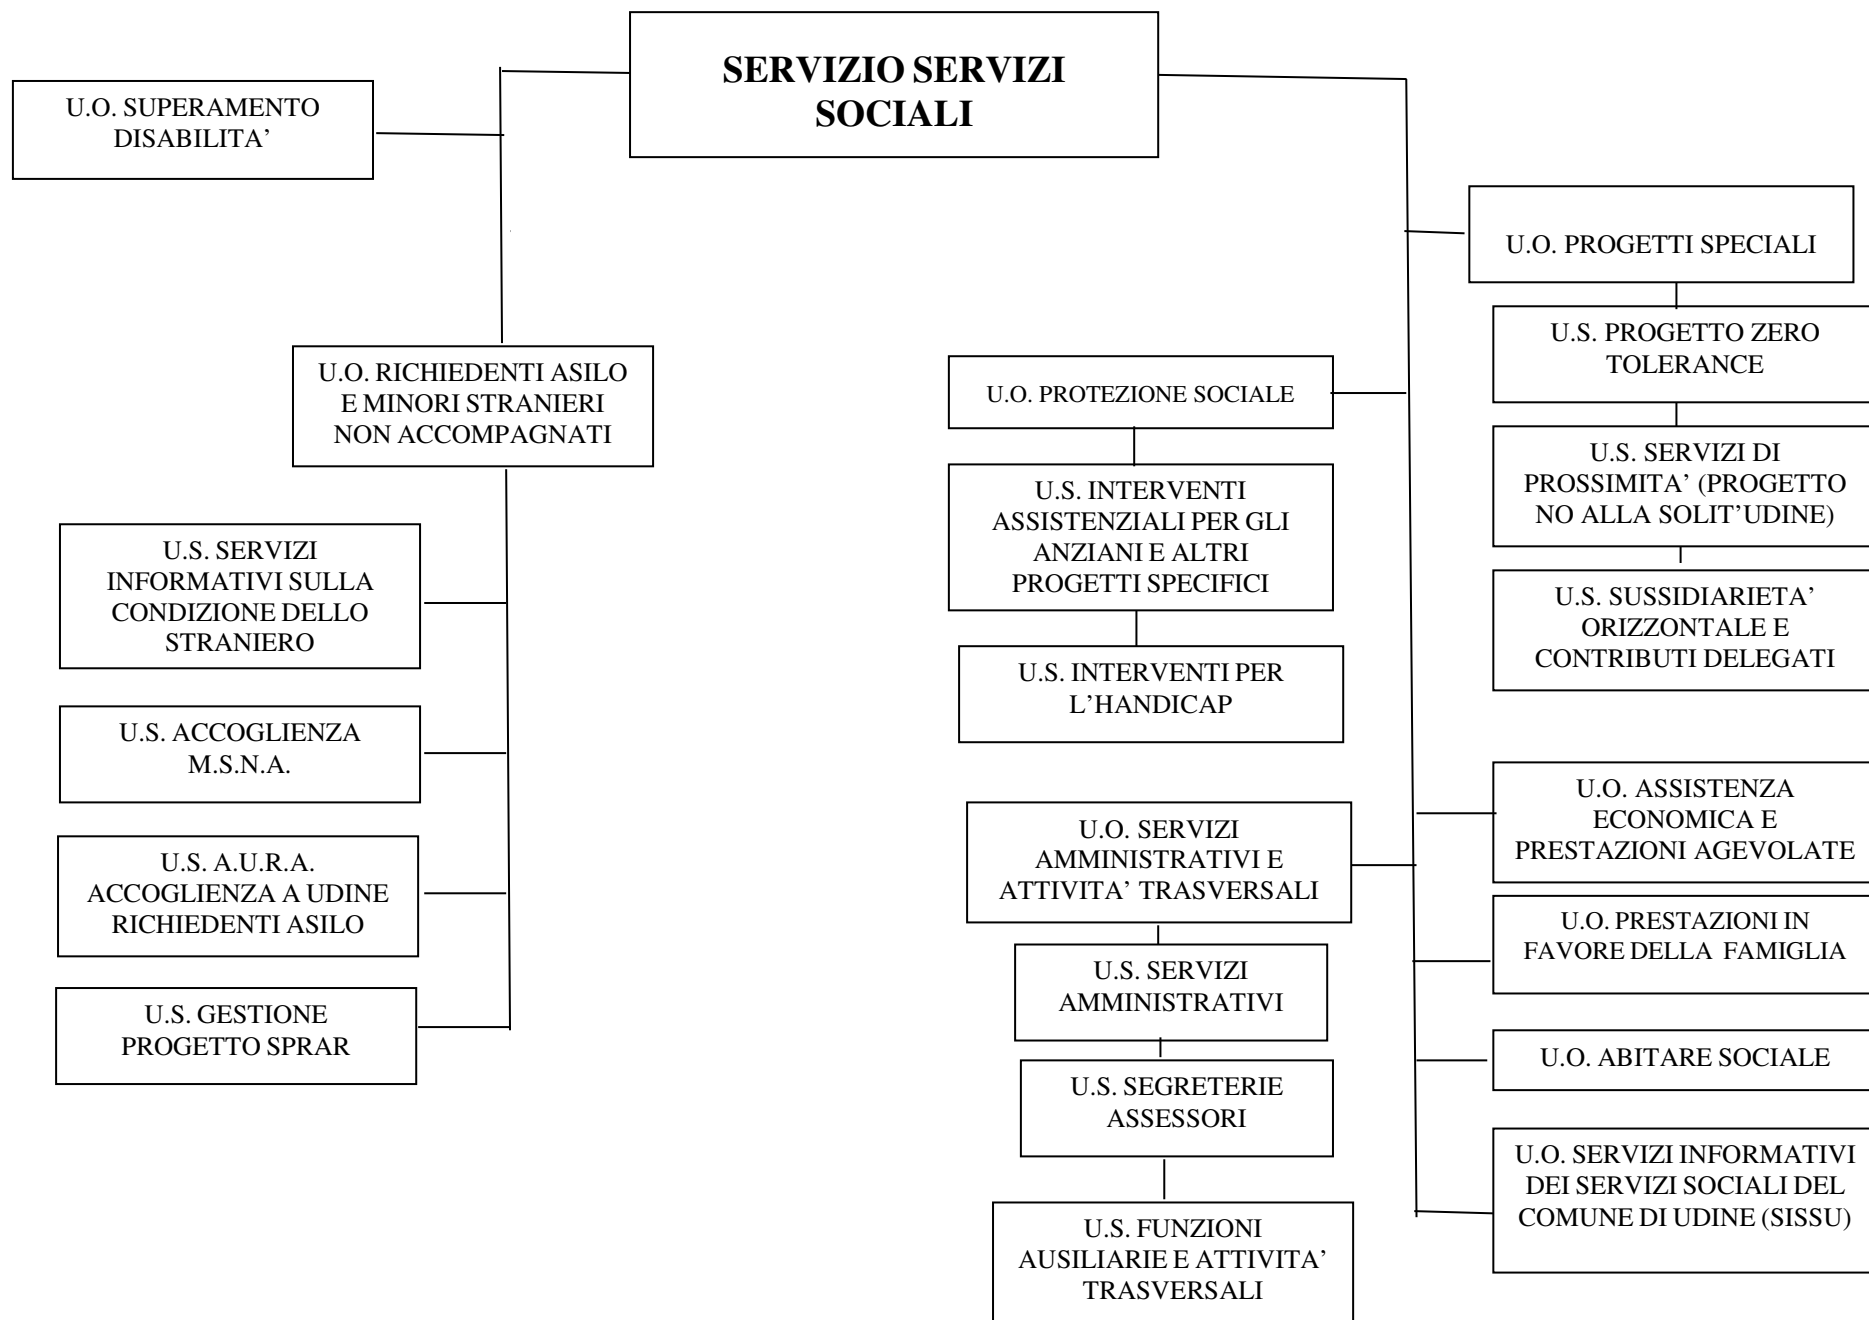 SERVIZIO SERVIZI
SOCIALI
U.O. SUPERAMENTO
DISABILITA’
U.O. RICHIEDENTI ASILO
E MINORI STRANIERI
NON ACCOMPAGNATI
U.S. SERVIZI
INFORMATIVI SULLA
CONDIZIONE DELLO
STRANIERO
U.S. ACCOGLIENZA
M.S.N.A.
U.S. A.U.R.A.
ACCOGLIENZA A UDINE
RICHIEDENTI ASILO
U.S. GESTIONE
PROGETTO SPRAR
U.O. PROTEZIONE SOCIALE
U.S. INTERVENTI
ASSISTENZIALI PER GLI
ANZIANI E ALTRI
PROGETTI SPECIFICI
U.S. INTERVENTI PER
L’HANDICAP
U.O. SERVIZI
AMMINISTRATIVI E
ATTIVITA’ TRASVERSALI
U.S. SERVIZI
AMMINISTRATIVI
U.S. SEGRETERIE
ASSESSORI
U.S. FUNZIONI
AUSILIARIE E ATTIVITA’
TRASVERSALI
U.O. PROGETTI SPECIALI
U.S. PROGETTO ZERO
TOLERANCE
U.S. SERVIZI DI
PROSSIMITA’ (PROGETTO
NO ALLA SOLIT’UDINE)
U.S. SUSSIDIARIETA’
ORIZZONTALE E
CONTRIBUTI DELEGATI
U.O. ASSISTENZA
ECONOMICA E
PRESTAZIONI AGEVOLATE
U.O. PRESTAZIONI IN
FAVORE DELLA FAMIGLIA
U.O. ABITARE SOCIALE
U.O. SERVIZI INFORMATIVI
DEI SERVIZI SOCIALI DEL
COMUNE DI UDINE (SISSU)